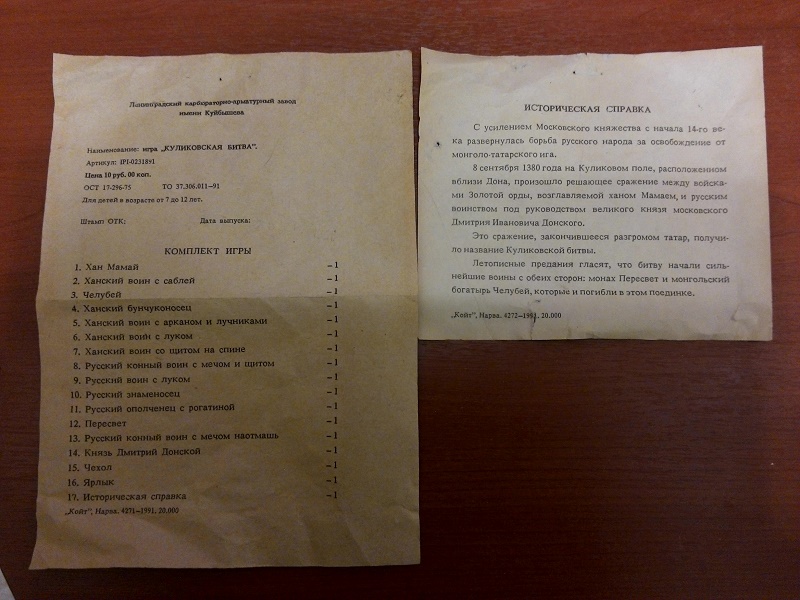 Ленинградский карбюраторно-арматурный завод
имени Куйбышева
Наименование: игра „КУЛИКОВСКАЯ БИТВА".
Артикул: IPI-0231891
Цена 10 руб. 00 коп.
ОСТ 17-296-75 ТО 37.306.011-91
Для детей в возрасте от 7 до 12 лет.
Штамп ОТК: Дата выпуска:
КОМПЛЕКТ ИГРЫ
1. Хан Мамай –1
2. Ханский воин с саблей –1
3. Челубей –1
4. Ханский бунчуконосец –1
5. Ханский воин с арканом и лучниками –1
6. Ханский воин с луком –1
7. Ханский воин со щитом на спине –1
8. Русский конный воин с мечом и щитом –1
9. Русский воин с луком –1
10. Русский знаменосец –1
11. Русский ополченец с рогатиной –1
12. Пересвет –1
13. Русский конный воин с мечом наотмашь –1
14. Князь Дмитрий Донской –1
15. Чехол –1
16. Ярлык –1
17. Историческая справка –1
„Койт", Нарва. 4271–1991. 20.000
ИСТОРИЧЕСКАЯ СПРАВКА
С усилением Московского княжества с начала 14-го ве-
ка развернулась борьба русского народа за освобождение от
монголо-татарского ига.
8 сентября 1380 года на Куликовом поле, расположенном
вблизи Дона, произошло решающее сражение между войска-
ми Золотой орды, возглавляемой ханом Мамаем, и русским
воинством под руководством великого князя московского
Дмитрия Ивановича Донского.
Это сражение, закончившееся разгромом татар, получи-
ло название Куликовской битвы.
Летописные предания гласят, что битву начали силь-
нейшие воины с обеих сторон: монах Пересвет и монгольский
богатырь Челубей, которые и погибли в этом поединке.
„Койт", Нарва. 4272–1991. 20.000